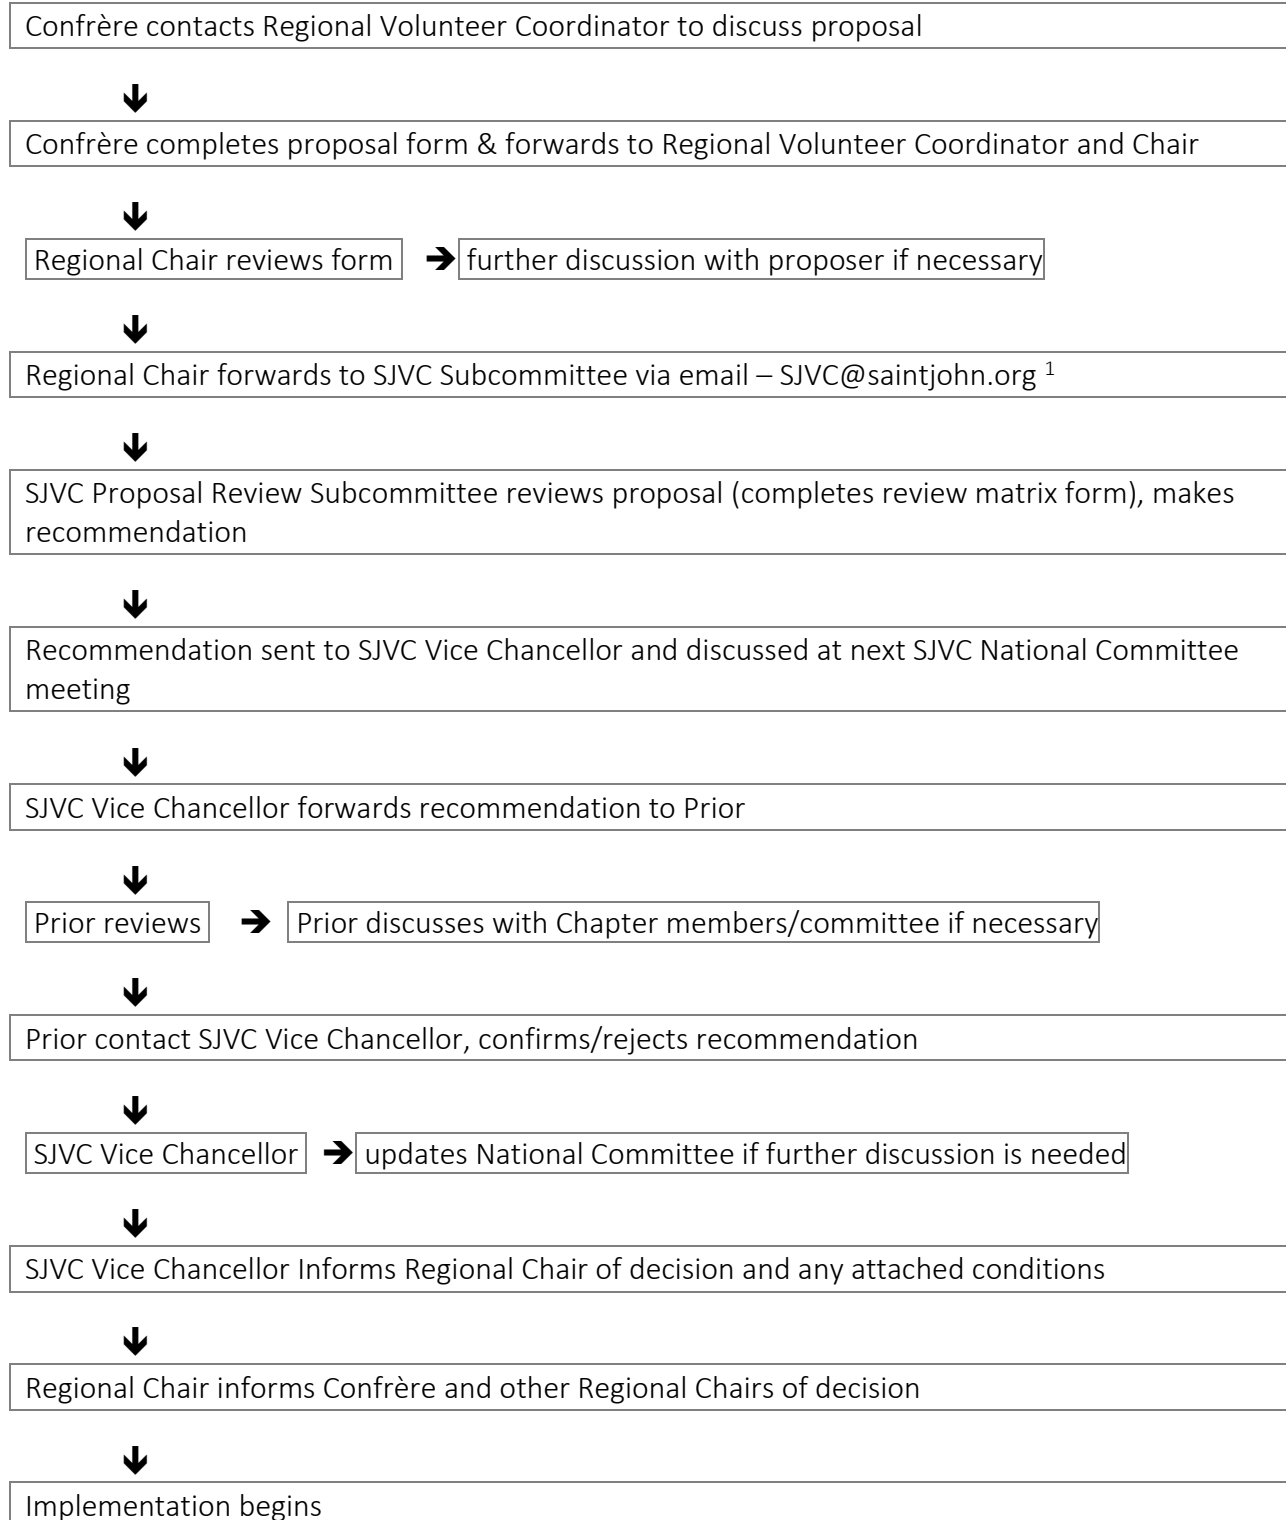 Confrère contacts Regional Volunteer Coordinator to discuss proposal
Confrère completes proposal form & forwards to Regional Volunteer Coordinator and Chair
Regional Chair reviews form further discussion with proposer if necessary
Regional Chair forwards to SJVC Subcommittee via email – SJVC@saintjohn.org 1
SJVC Proposal Review Subcommittee reviews proposal (completes review matrix form), makes
recommendation
Recommendation sent to SJVC Vice Chancellor and discussed at next SJVC National Committee
meeting
SJVC Vice Chancellor forwards recommendation to Prior
Prior reviews Prior discusses with Chapter members/committee if necessary
Prior contact SJVC Vice Chancellor, confirms/rejects recommendation
SJVC Vice Chancellor updates National Committee if further discussion is needed
SJVC Vice Chancellor Informs Regional Chair of decision and any attached conditions
Regional Chair informs Confrère and other Regional Chairs of decision
Implementation begins